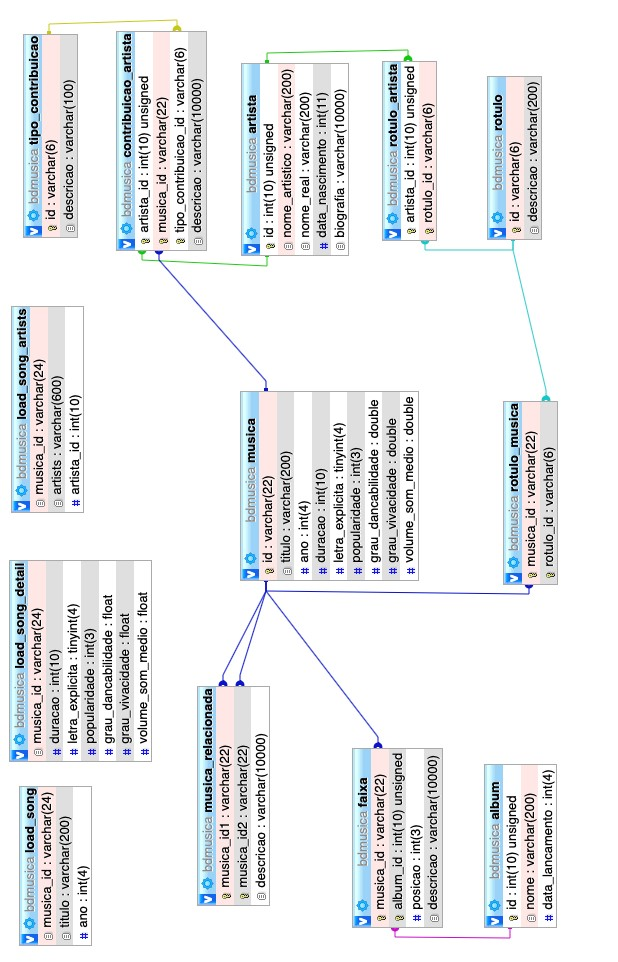 bdmusica load_song
musica_id : varchar(24)
titulo : varchar(200)
# ano : int(4)
bdmusica load_song_detail
musica_id : varchar(24)
# duracao : int(10)
# letra_explicita : tinyint(4)
# popularidade : int(3)
# grau_dancabilidade : float
# grau_vivacidade : float
# volume_som_medio : float
bdmusica load_song_artists
musica_id : varchar(24)
artists : varchar(600)
# artista_id : int(10)
bdmusica tipo_contribuicao
id : varchar(6)
descricao : varchar(100)
bdmusica contribuicao_artista
artista_id : int(10) unsigned
musica_id : varchar(22)
tipo_contribuicao_id : varchar(6)
descricao : varchar(10000)
bdmusica musica_relacionada
musica_id1 : varchar(22)
musica_id2 : varchar(22)
descricao : varchar(10000)
bdmusica musica
id : varchar(22)
titulo : varchar(200)
# ano : int(4)
# duracao : int(10)
# letra_explicita : tinyint(4)
# popularidade : int(3)
# grau_dancabilidade : double
# grau_vivacidade : double
# volume_som_medio : double
bdmusica artista
id : int(10) unsigned
nome_artistico : varchar(200)
nome_real : varchar(200)
# data_nascimento : int(11)
biografia : varchar(10000)
bdmusica faixa
musica_id : varchar(22)
album_id : int(10) unsigned
# posicao : int(3)
descricao : varchar(10000)
bdmusica rotulo_artista
artista_id : int(10) unsigned
rotulo_id : varchar(6)
bdmusica album
id : int(10) unsigned
nome : varchar(200)
# data_lancamento : int(4)
bdmusica rotulo_musica
musica_id : varchar(22)
rotulo_id : varchar(6)
bdmusica rotulo
id : varchar(6)
descricao : varchar(200)